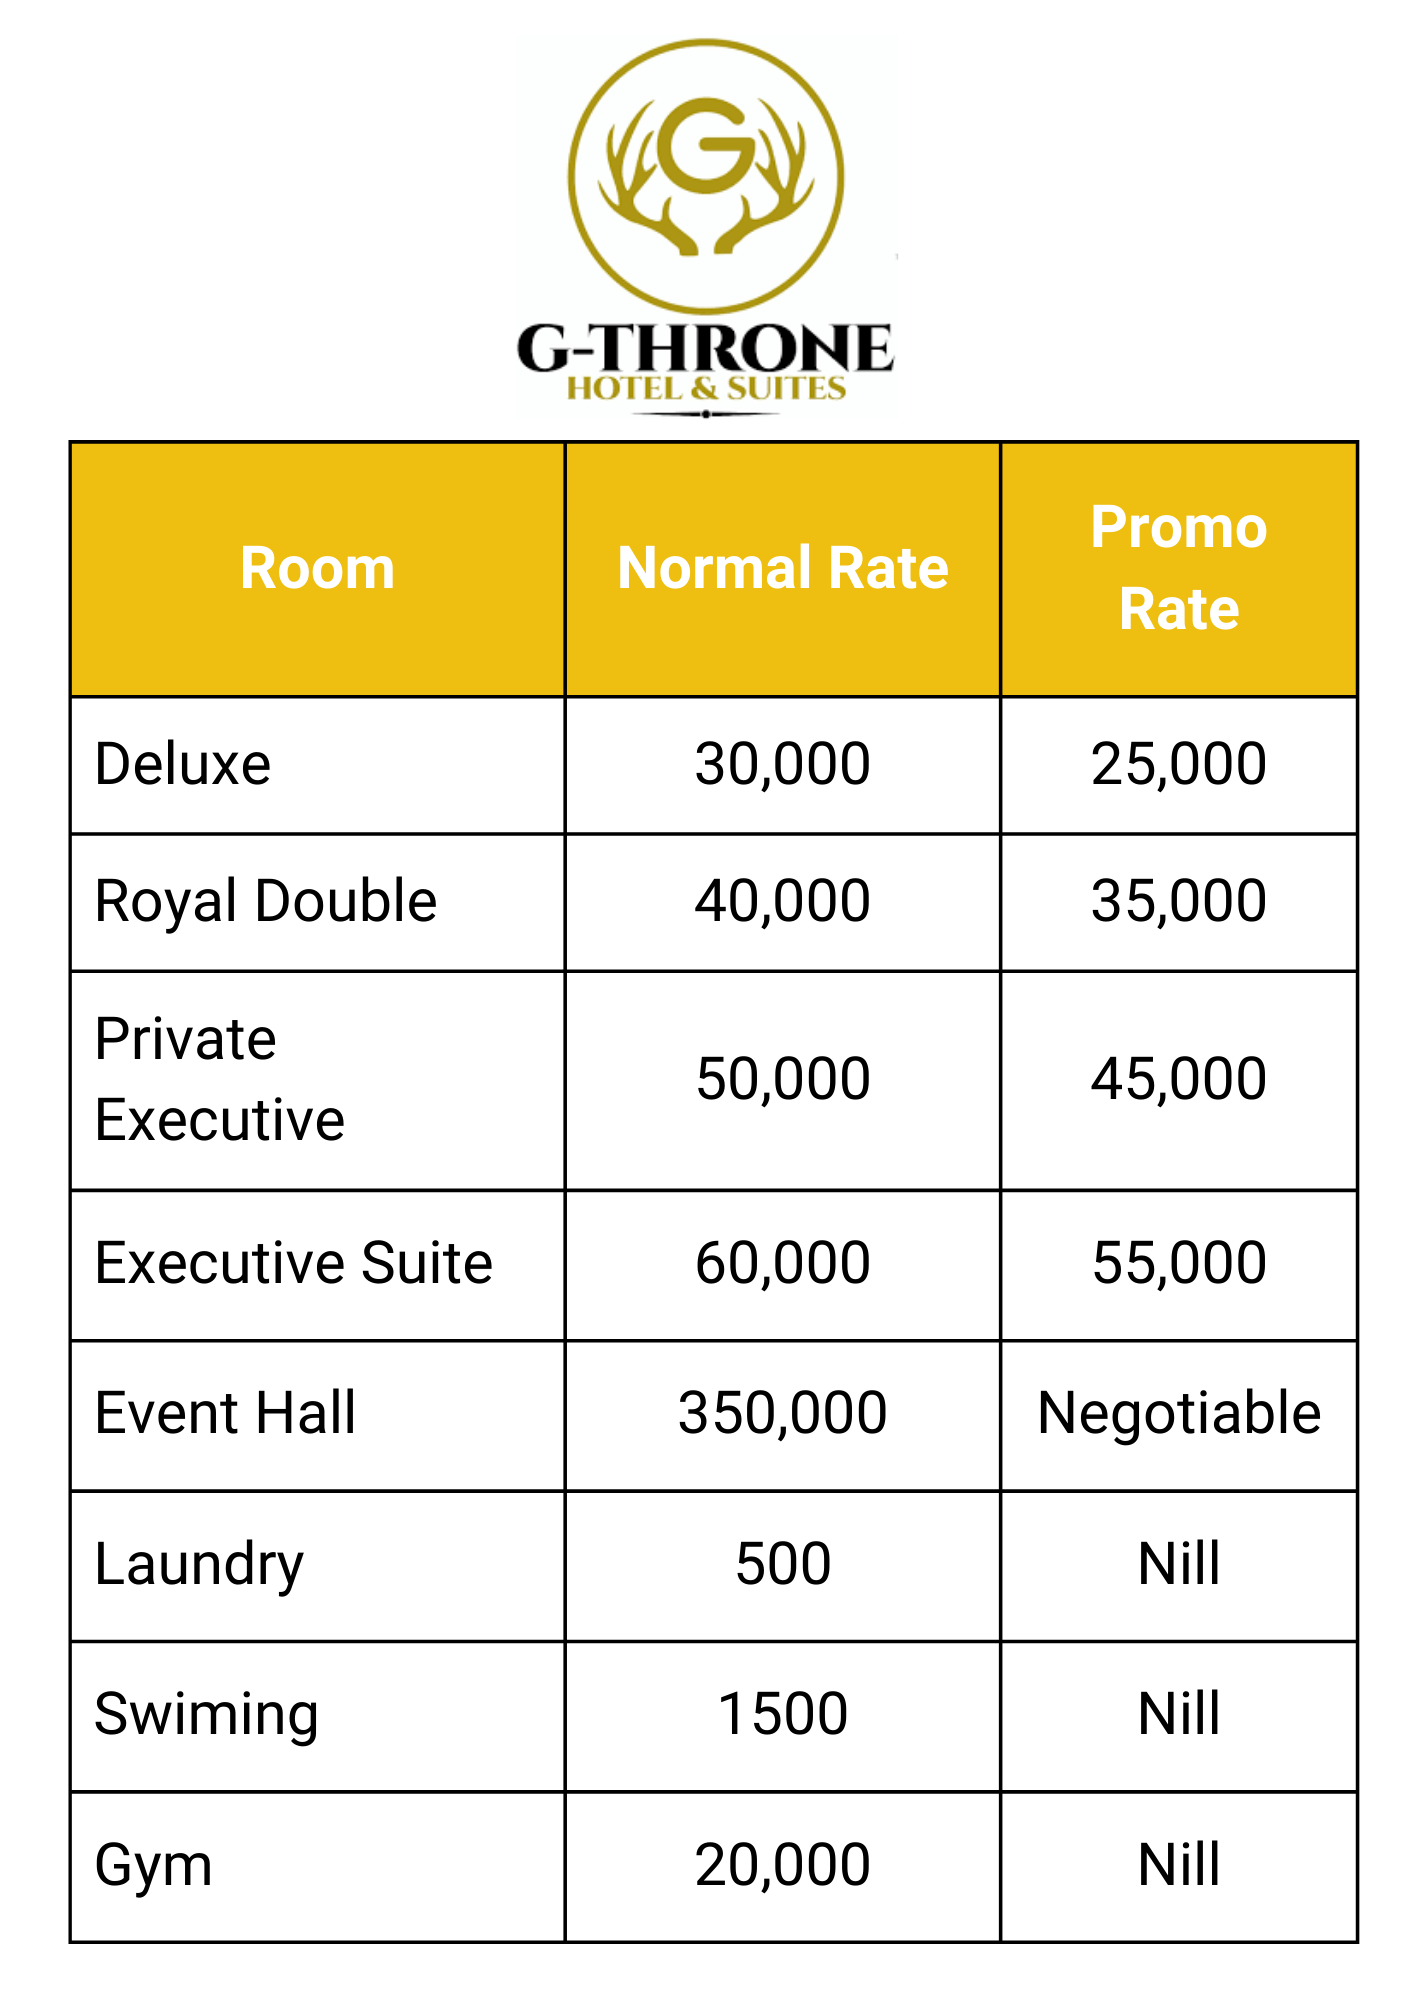 G
G-THRONE
HOTEL & SUITES
Room Normal Rate Promo Rate
Deluxe 30,000 25,000
Royal Double 40,000 35,000
Private Executive 50,000 45,000
Executive Suite 60,000 55,000
Event Hall 350,000 Negotiable
Laundry 500 Nill
Swiming 1500 Nill
Gym 20,000 Nill